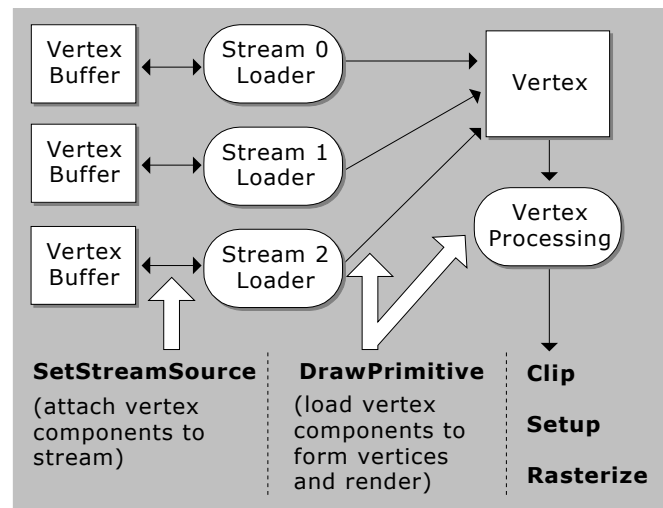 Vertex
Buffer
Stream 0
Loader
Vertex
Vertex
Buffer
Stream 1
Loader
Vertex
Processing
Vertex
Buffer
Stream 2
Loader
SetStreamSource
(attach vertex
components to
stream)
DrawPrimitive
(load vertex
components to
form vertices
and render)
Clip
Setup
Rasterize